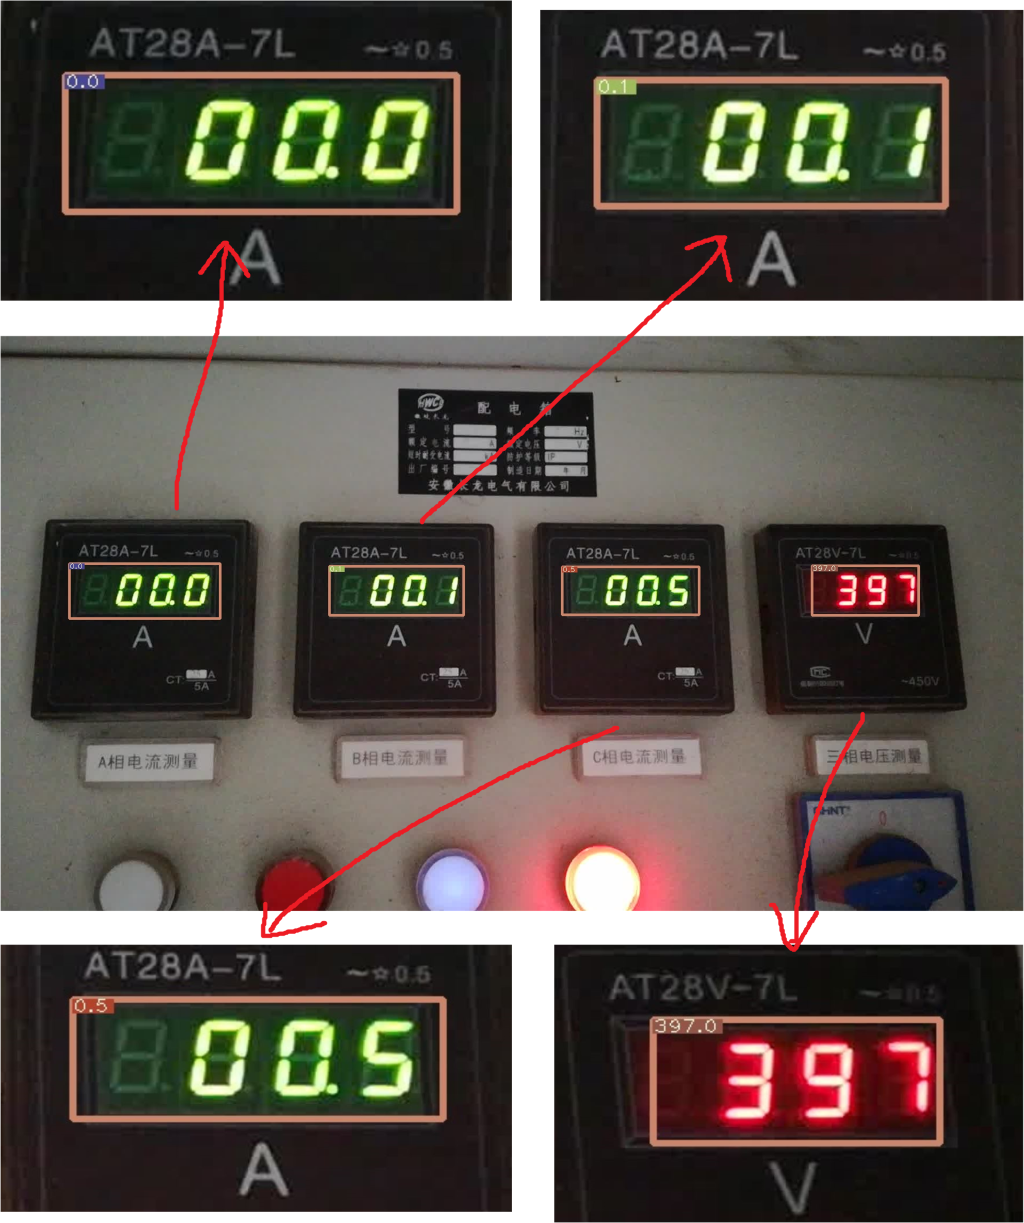 AT28A-7L ~☆0.5
0.0
00.0
A
AT28A-7L ~☆0.5
0.1
00.1
A
HWC
配电箱
型号 频率 Hz
额定电流 A 额定电压 V
短时耐受电流 kA 防护等级 IP
出厂编号 制造日期 年 月
安徽长龙电气有限公司
AT28A-7L ~☆0.5
0.0
00.0
A
CT: A
5A
A相电流测量
AT28A-7L ~☆0.5
0.1
00.1
A
CT: A
5A
B相电流测量
AT28A-7L ~☆0.5
0.5
00.5
A
CT: A
5A
C相电流测量
AT28V-7L ~☆0.5
397.0
397
V
MC
~450V
三相电压测量
CHNT
0
AT28A-7L ~☆0.5
0.5
00.5
A
AT28V-7L ~☆0.5
397.0
397
V